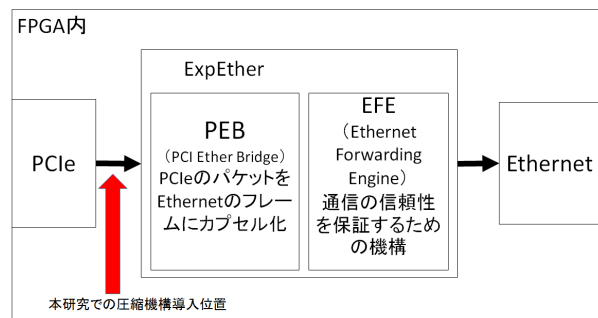 FPGA内
ExpEther
PCIe
PEB
（PCI Ether Bridge）
PCIeのパケットを
Ethernetのフレー
ムにカプセル化
EFE
（Ethernet
Forwarding
Engine）
通信の信頼性
を保証するため
の機構
Ethernet
本研究での圧縮機構導入位置